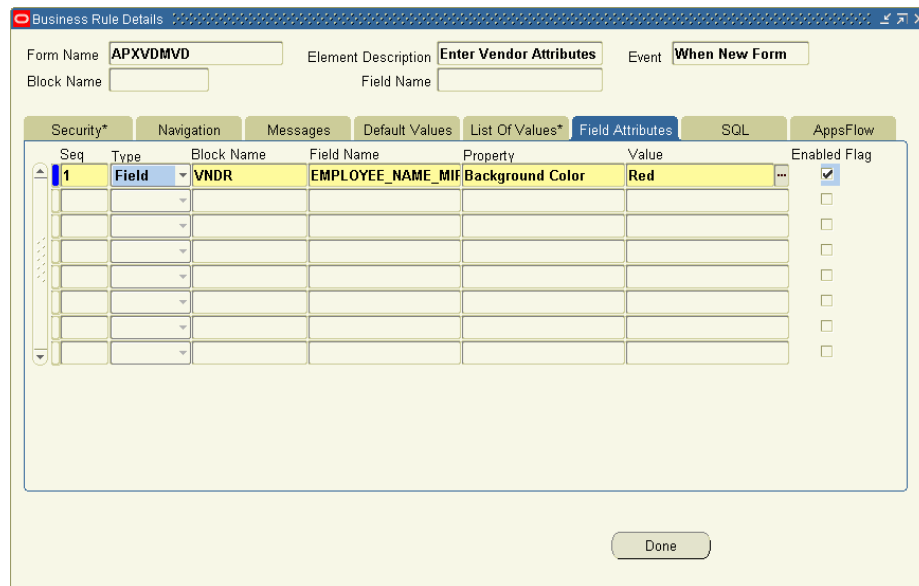 Business Rule Details
Form Name APXVDMVD Element Description Enter Vendor Attributes Event When New Form
Block Name Field Name
Security* Navigation Messages Default Values List Of Values* Field Attributes SQL AppsFlow
Seq Type Block Name Field Name Property Value Enabled Flag
1 Field VNDR EMPLOYEE_NAME_MIF Background Color Red
Done